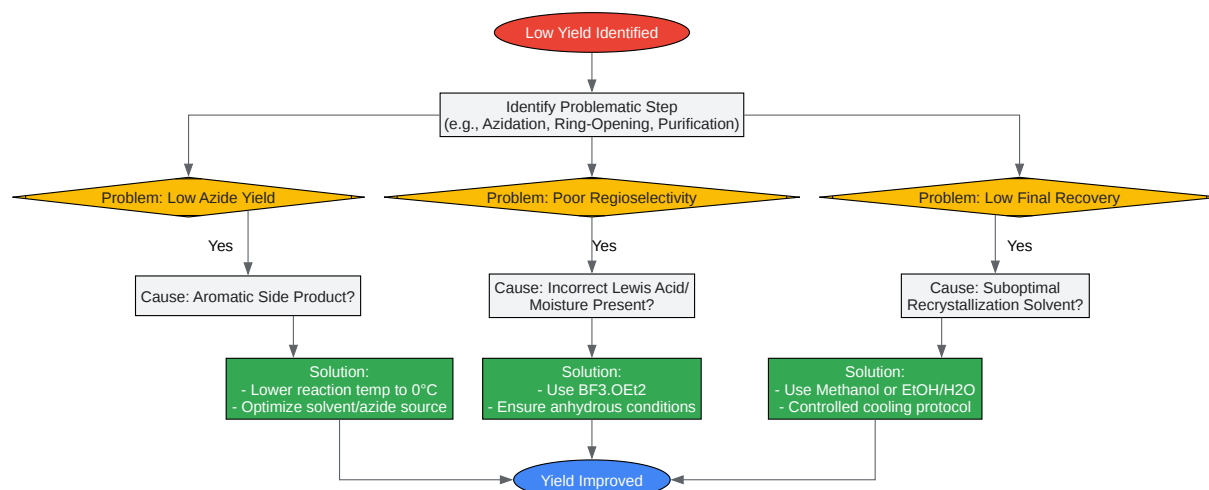 Low Yield Identified
Identify Problematic Step
(e.g., Azidation, Ring-Opening, Purification)
Problem: Low Azide Yield
Problem: Poor Regioselectivity
Problem: Low Final Recovery
Yes
Yes
Yes
Cause: Aromatic Side Product?
Cause: Incorrect Lewis Acid/
Moisture Present?
Cause: Suboptimal
Recrystallization Solvent?
Solution:
- Lower reaction temp to 0°C
- Optimize solvent/azide source
Solution:
- Use BF3.OEt2
- Ensure anhydrous conditions
Solution:
- Use Methanol or EtOH/H2O
- Controlled cooling protocol
Yield Improved